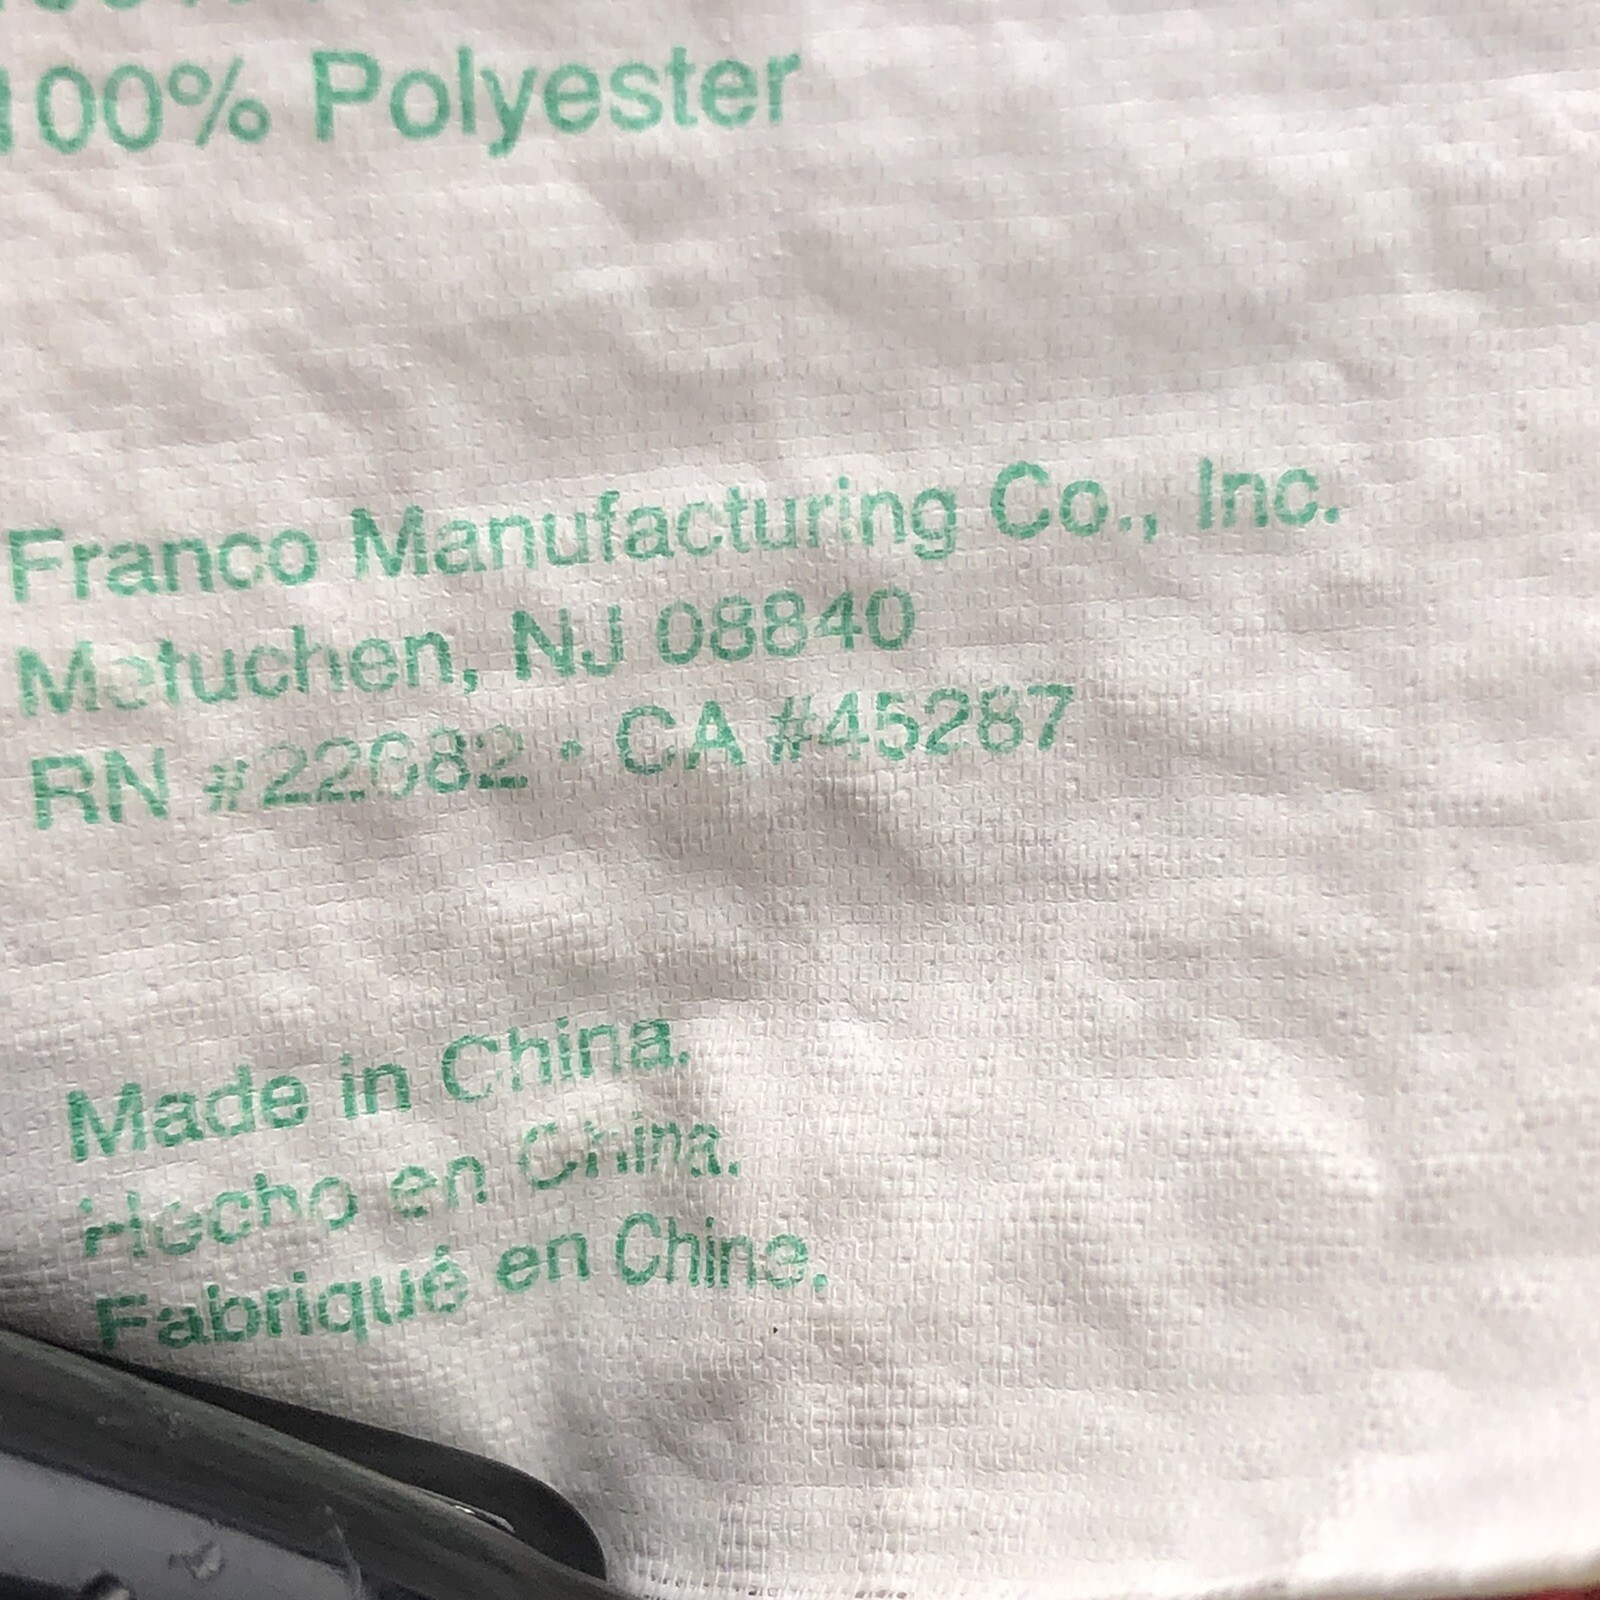 100% Polyester
Franco Manufacturing Co., Inc.
Metuchen, NJ 08840
RN #22682 • CA #45287
Made in China.
Hecho en China.
Fabriqué en Chine.